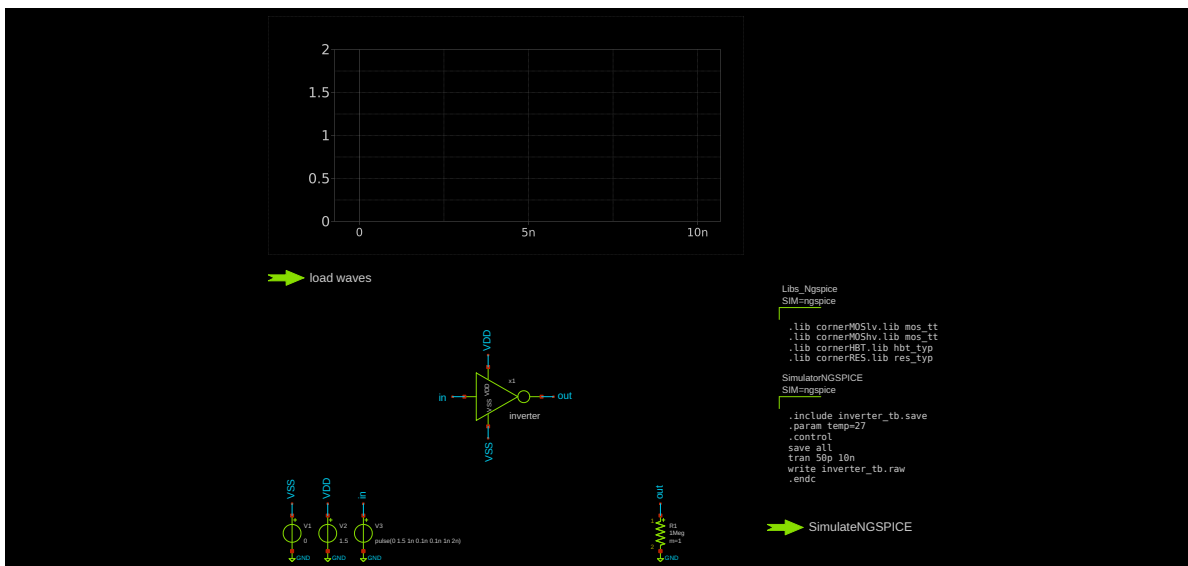 2
1.5
1
0.5
0
0
5n
10n
load waves
Libs_Ngspice
SIM=ngspice
.lib cornerMOSlv.lib mos_tt
.lib cornerMOShv.lib mos_tt
.lib cornerHBT.lib hbt_typ
.lib cornerRES.lib res_typ
VDD
x1
VDD
VSS
in
out
inverter
VSS
SimulatorNGSPICE
SIM=ngspice
.include inverter_tb.save
.param temp=27
.control
save all
tran 50p 10n
write inverter_tb.raw
.endc
VSS
V1
0
GND
VDD
V2
1.5
GND
in
V3
pulse(0 1.5 1n 0.1n 0.1n 1n 2n)
GND
out
1
R1
1Meg
m=1
2
GND
SimulateNGSPICE